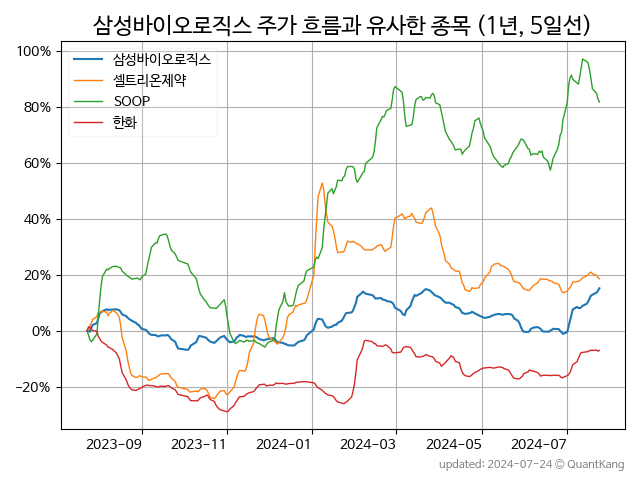 삼성바이오로직스 주가 흐름과 유사한 종목 (1년, 5일선)
100%
80%
60%
40%
20%
0%
−20%
삼성바이오로직스
셀트리온제약
SOOP
한화
2023-09
2023-11
2024-01
2024-03
2024-05
2024-07
updated: 2024-07-24 © QuantKang